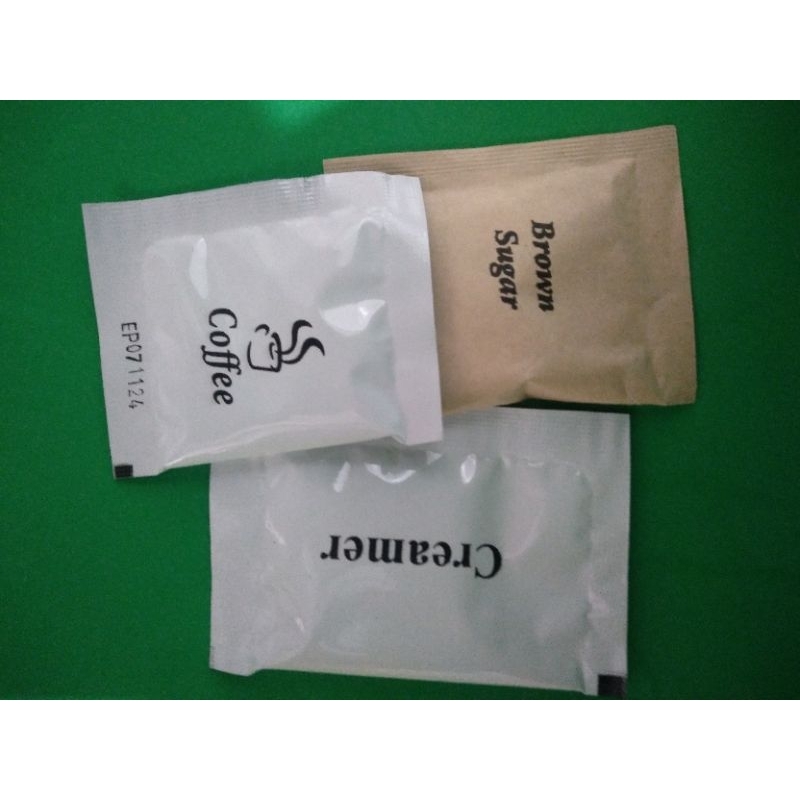 Coffee
EP071124
Brown
Sugar
Creamer